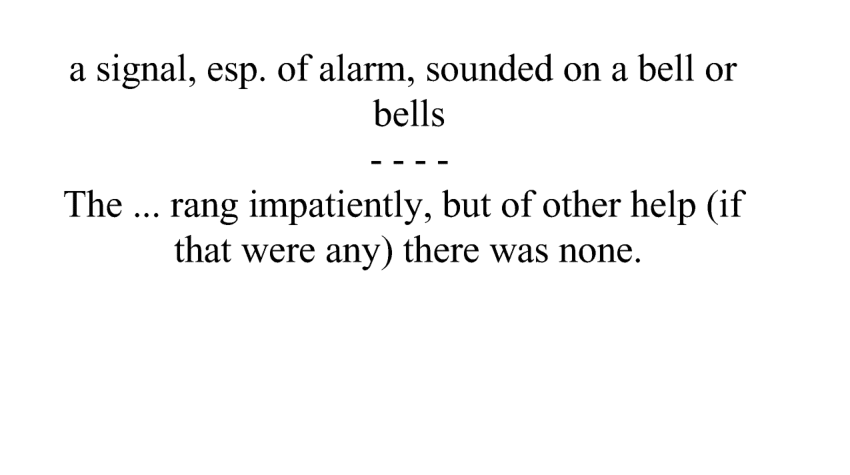 a signal, esp. of alarm, sounded on a bell or
bells
- - - -
The ... rang impatiently, but of other help (if
that were any) there was none.